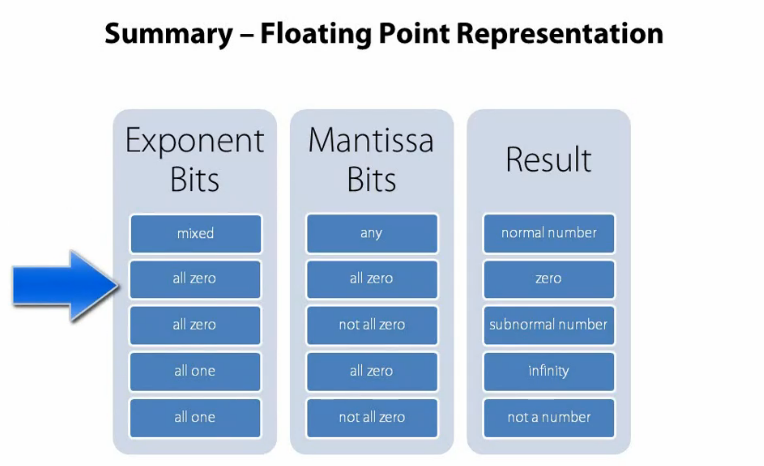 Summary – Floating Point Representation
Exponent Bits
Mantissa Bits
Result
mixed
any
normal number
all zero
all zero
zero
all zero
not all zero
subnormal number
all one
all zero
infinity
all one
not all zero
not a number